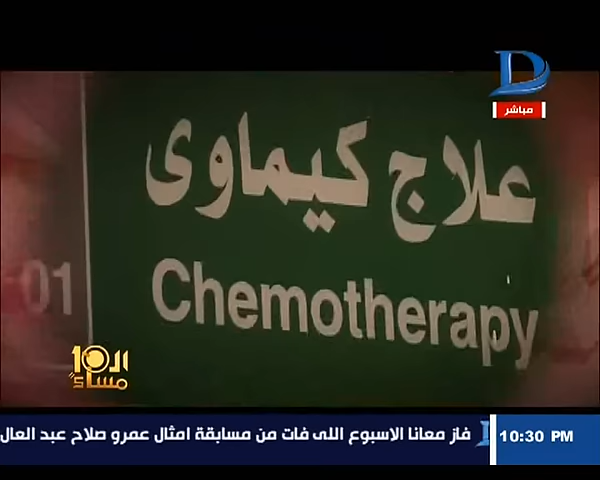 مباشر
علاج كيماوى
01
Chemotherapy
الـ10
مساءً
فاز معانا الاسبوع اللى فات من مسابقة امثال عمرو صلاح عبد العال
10:30 PM